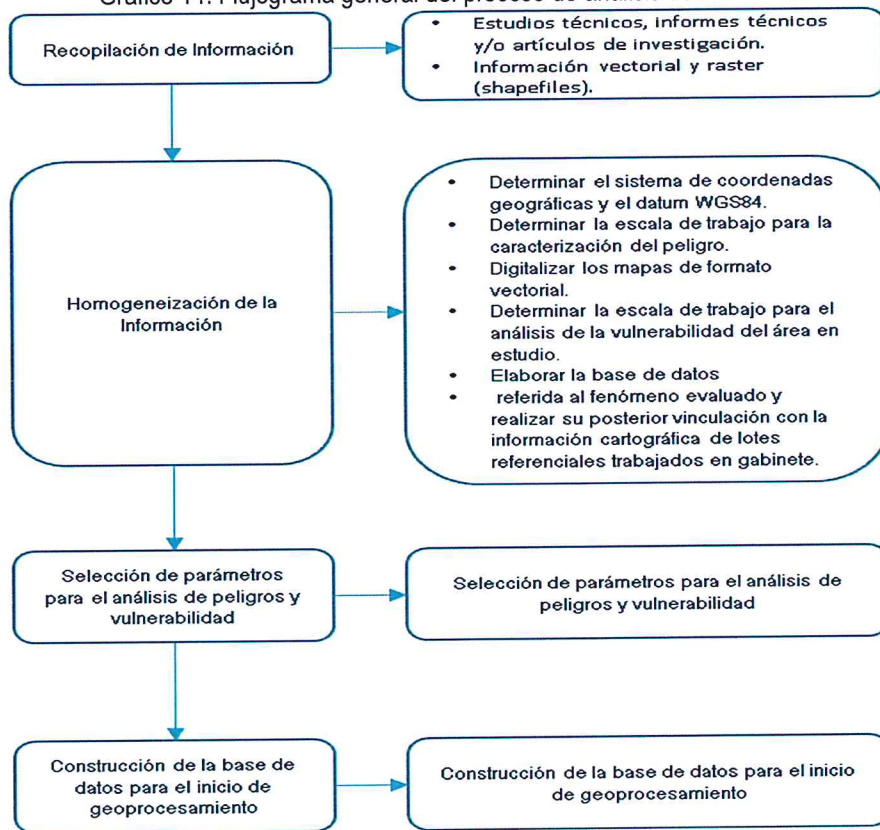 Recopilación de Información
• Estudios técnicos, informes técnicos
y/o artículos de investigación.
• Información vectorial y raster
(shapefiles).
Homogeneización de la
Información
• Determinar el sistema de coordenadas
geográficas y el datum WGS84.
• Determinar la escala de trabajo para la
caracterización del peligro.
• Digitalizar los mapas de formato
vectorial.
• Determinar la escala de trabajo para el
análisis de la vulnerabilidad del área en
estudio.
• Elaborar la base de datos
• referida al fenómeno evaluado y
realizar su posterior vinculación con la
información cartográfica de lotes
referenciales trabajados en gabinete.
Selección de parámetros
para el análisis de peligros y
vulnerabilidad
Selección de parámetros para el análisis de
peligros y vulnerabilidad
Construcción de la base de
datos para el inicio de
geoprocesamiento
Construcción de la base de datos para el inicio
de geoprocesamiento